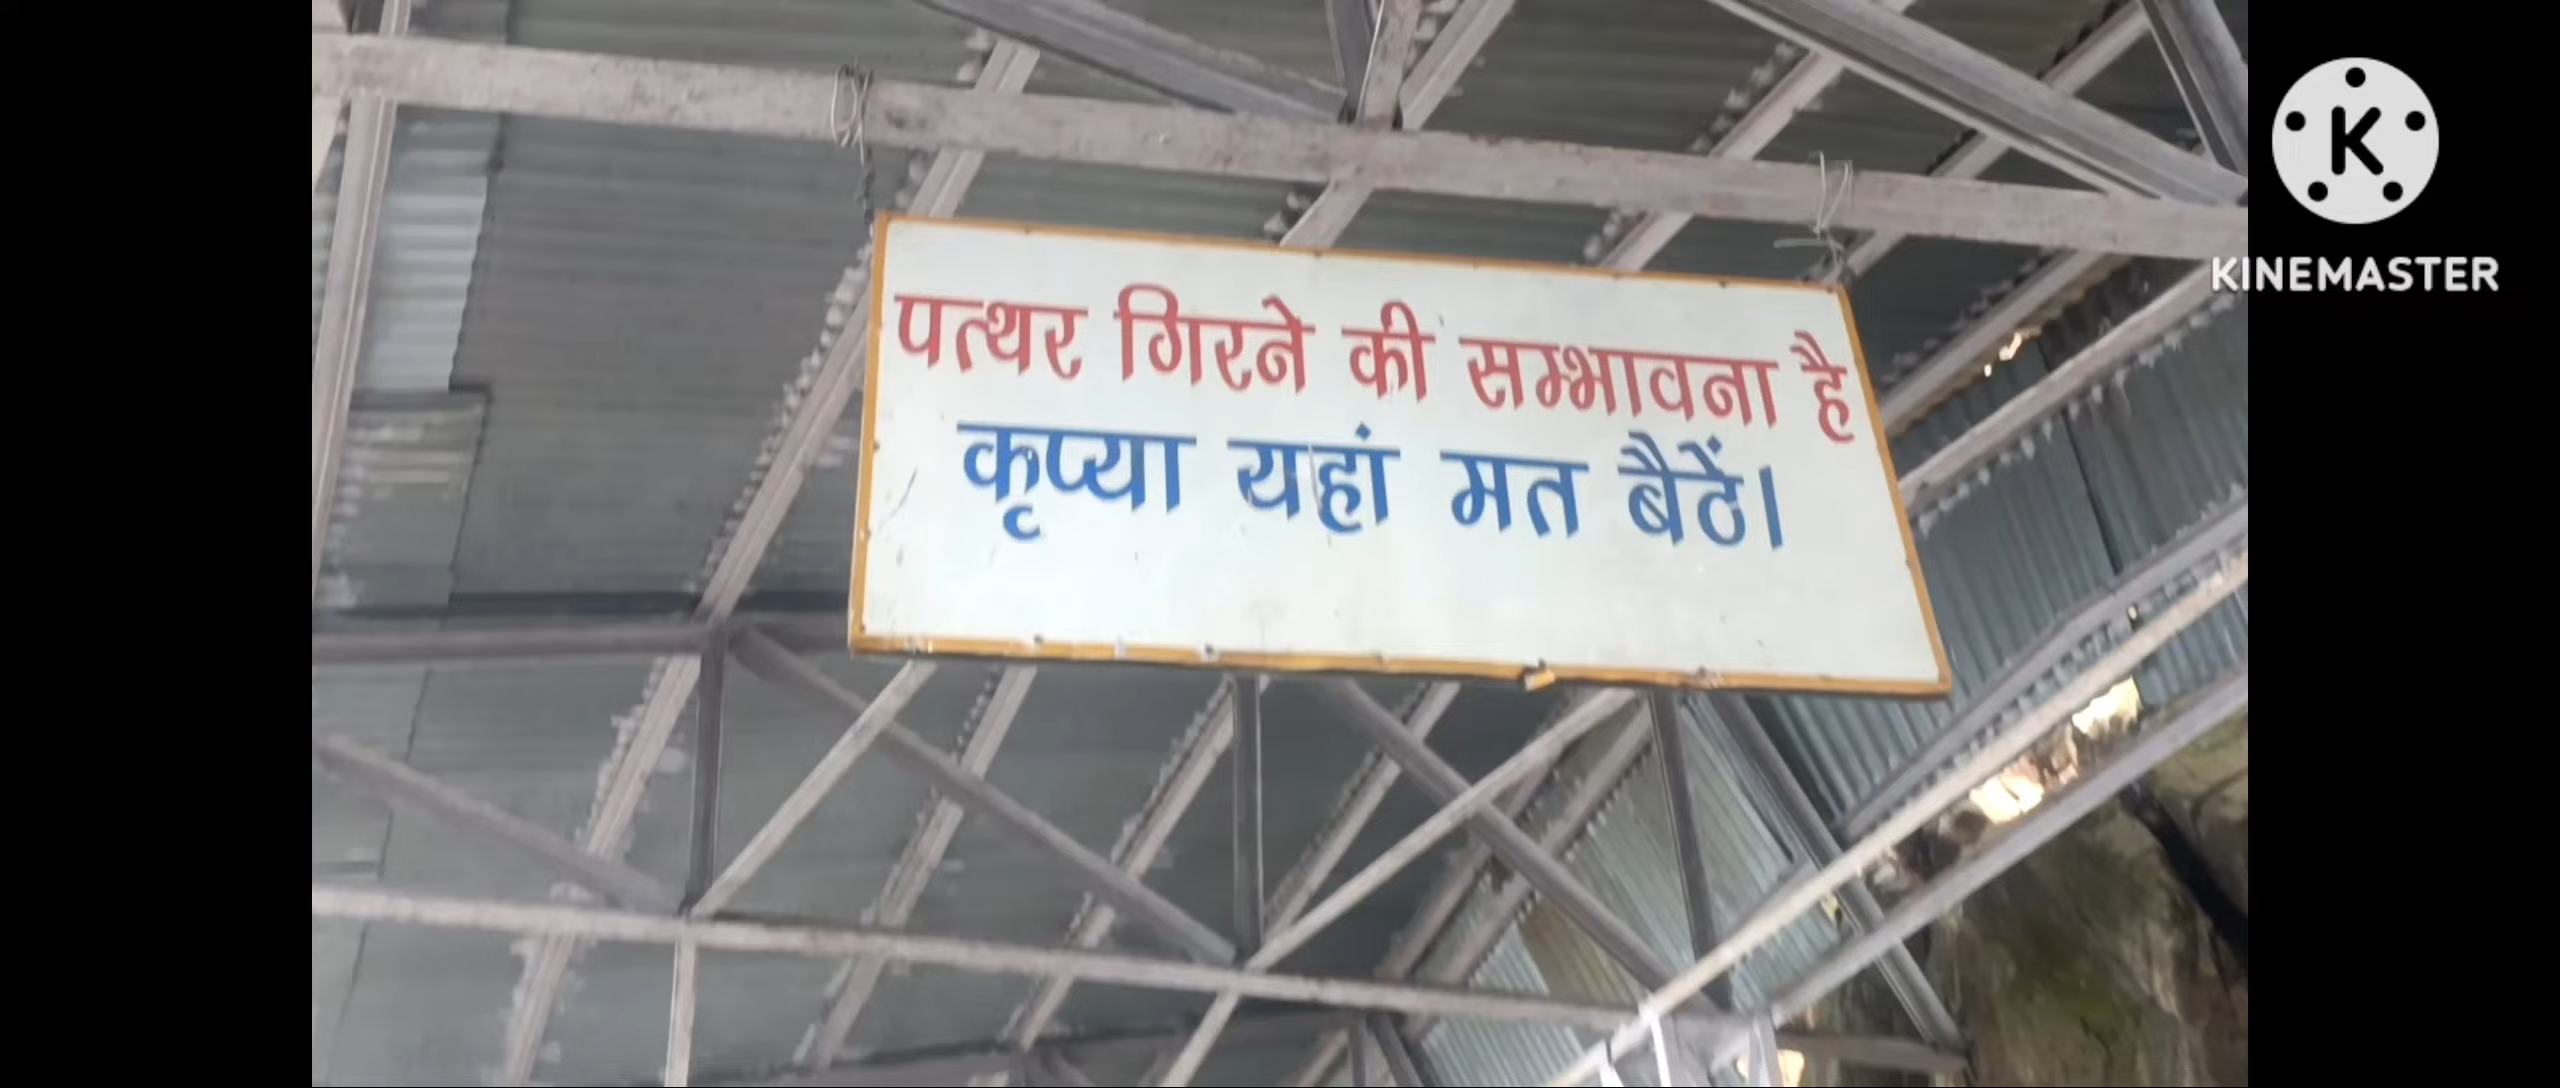 पत्थर गिरने की सम्भावना है
कृप्या यहां मत बैठें।
K
KINEMASTER